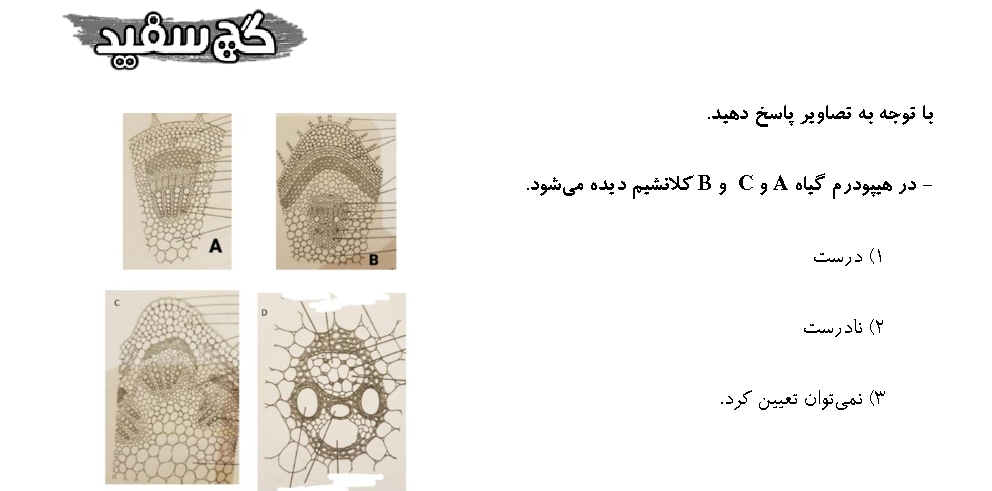 گچ سفید
با توجه به تصاویر پاسخ دهید.
- در هیپودرم گیاه A و C و B کلانشیم دیده می‌شود.
۱) درست
۲) نادرست
۳) نمی‌توان تعیین کرد.
A
B
C
D